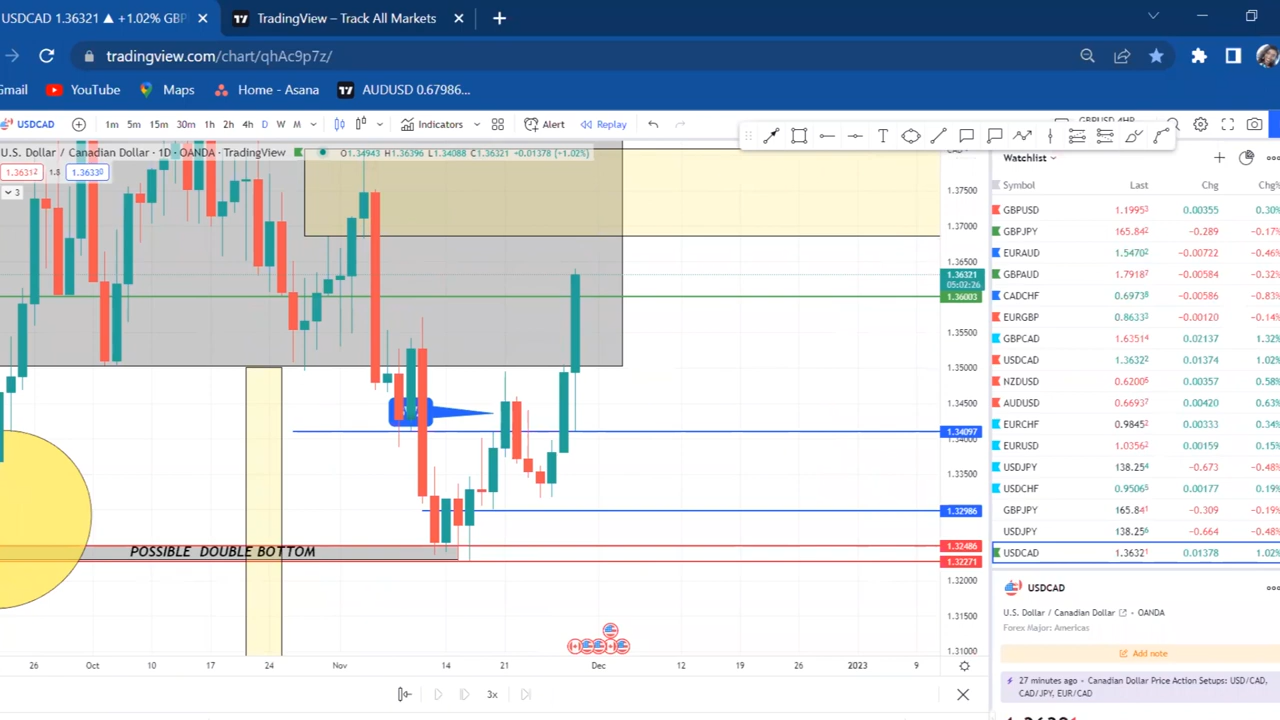 USDCAD 1.36321 ▲ +1.02% GBP
TradingView – Track All Markets
tradingview.com/chart/qhAc9p7z/
Gmail YouTube Maps Home - Asana AUDUSD 0.67986...
USDCAD 1m 5m 15m 30m 1h 2h 4h D W M Indicators Alert Replay
U.S. Dollar / Canadian Dollar · 1D · OANDA · TradingView O1.34943 H1.36396 L1.34088 C1.36321 −0.01378 (−1.02%)
1.36312 1.8 1.36330
3
1.37500
1.37000
1.36500
1.36321
05:02:26
1.36003
1.35500
1.35000
1.34500
1.34097
1.34000
1.33500
1.32986
1.32486
1.32271
1.32000
1.31500
1.31000
POSSIBLE DOUBLE BOTTOM
26 Oct 10 17 24 Nov 14 21 Dec 12 19 26 2023 9
3x
Watchlist
Symbol Last Chg Chg%
GBPUSD 1.19953 0.00355 0.30%
GBPJPY 165.842 −0.289 −0.17%
EURAUD 1.54702 −0.00722 −0.46%
GBPAUD 1.79187 −0.00584 −0.32%
CADCHF 0.69738 −0.00586 −0.83%
EURGBP 0.86333 −0.00120 −0.14%
GBPCAD 1.63514 0.02137 1.32%
USDCAD 1.36322 0.01374 1.02%
NZDUSD 0.62006 0.00357 0.58%
AUDUSD 0.66937 0.00420 0.63%
EURCHF 0.98452 0.00333 0.34%
EURUSD 1.03562 0.00159 0.15%
USDJPY 138.254 −0.673 −0.48%
USDCHF 0.95065 0.00177 0.19%
GBPJPY 165.841 −0.309 −0.19%
USDJPY 138.256 −0.664 −0.48%
USDCAD 1.36321 0.01378 1.02%
USDCAD
U.S. Dollar / Canadian Dollar · OANDA
Forex Major: Americas
Add note
27 minutes ago · Canadian Dollar Price Action Setups: USD/CAD,
CAD/JPY, EUR/CAD